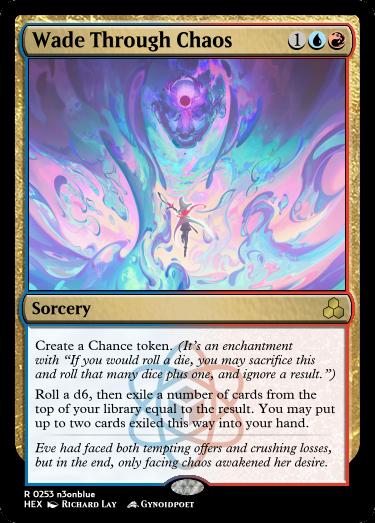 Wade Through Chaos 1
Sorcery
Create a Chance token. (It's an enchantment
with “If you would roll a die, you may sacrifice this
and roll that many dice plus one, and ignore a result.”)
Roll a d6, then exile a number of cards from the
top of your library equal to the result. You may put
up to two cards exiled this way into your hand.
Eve had faced both tempting offers and crushing losses,
but in the end, only facing chaos awakened her desire.
R 0253 n3onblue
HEX Richard Lay Gynoidpoet